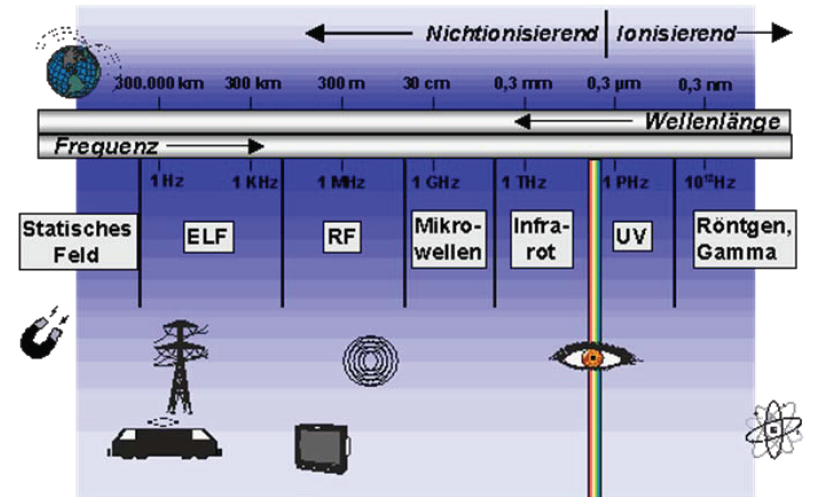 Nichtionisierend Ionisierend
300.000 km 300 km 300 m 30 cm 0,3 mm 0,3 µm 0,3 nm
Wellenlänge
Frequenz
1 Hz 1 KHz 1 MHz 1 GHz 1 THz 1 PHz 10¹²Hz
Statisches
Feld
ELF
RF
Mikro-
wellen
Infra-
rot
UV
Röntgen,
Gamma